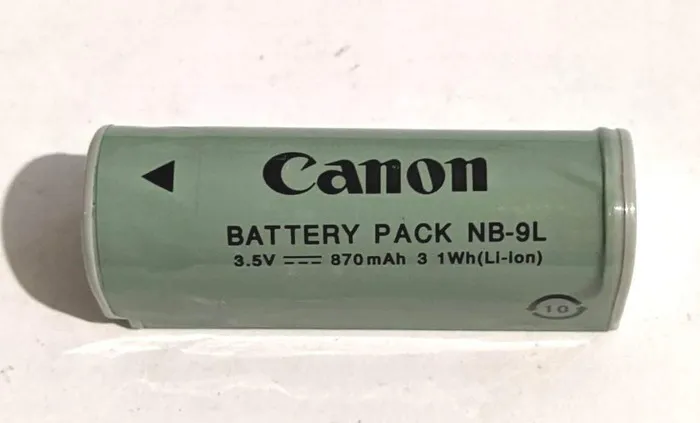 Canon
BATTERY PACK NB-9L
3.5V 870mAh 3 1Wh(Li-ion)
10